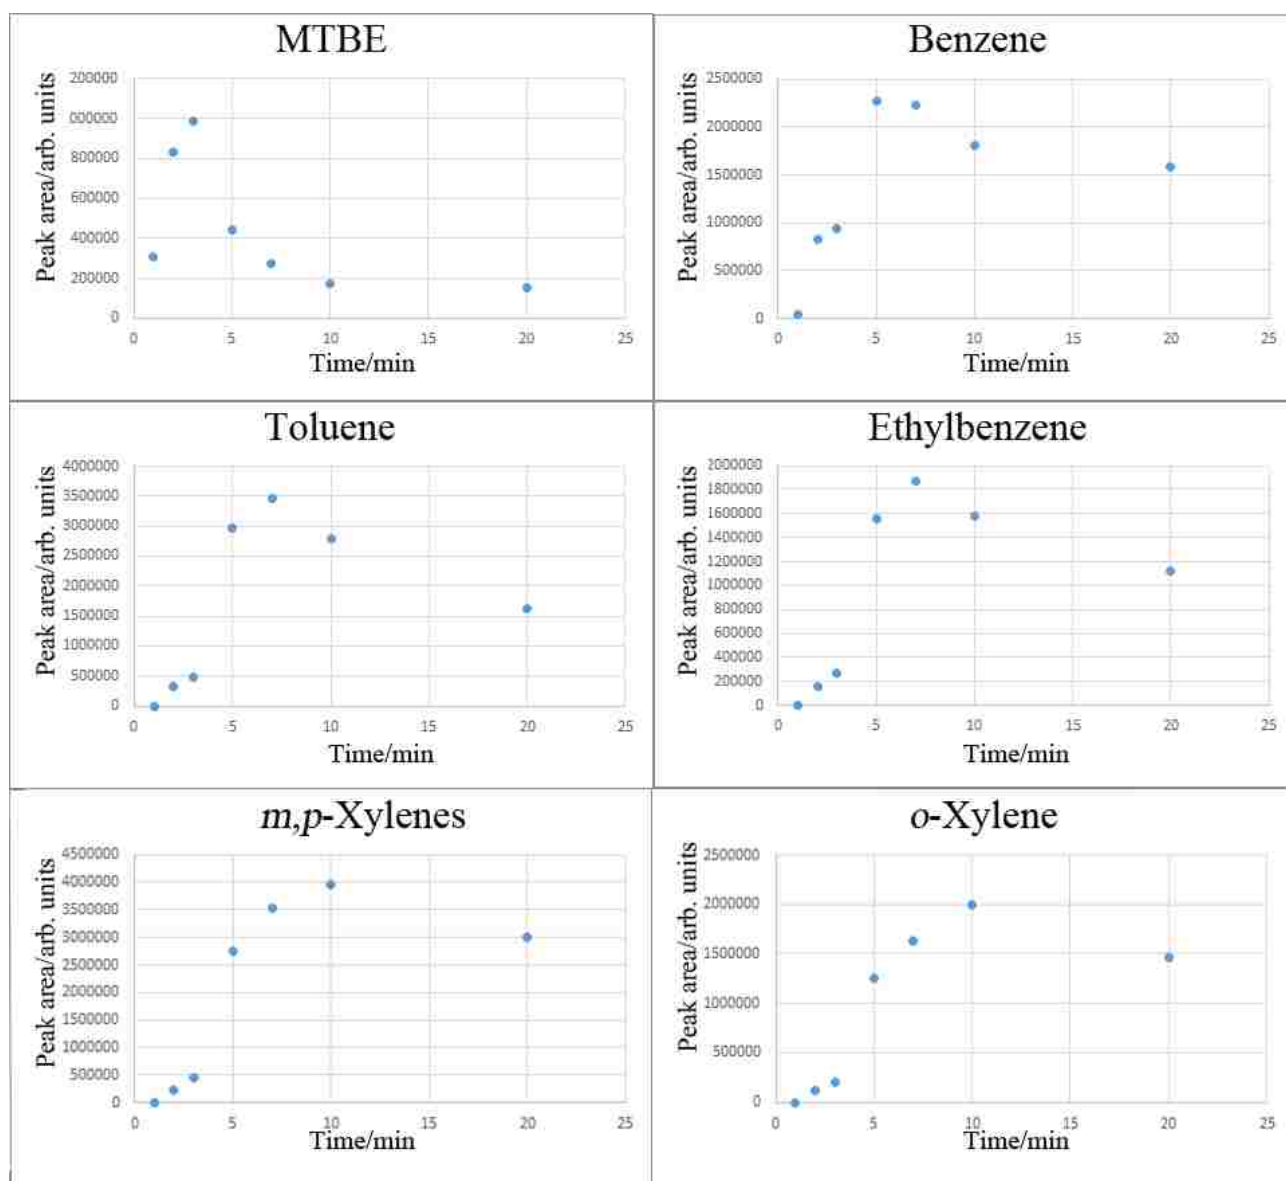 MTBE
Peak area/arb. units
200000
000000
800000
600000
400000
200000
0
0 5 10 15 20 25
Time/min
Benzene
Peak area/arb. units
2500000
2000000
1500000
1000000
500000
0
0 5 10 15 20 25
Time/min
Toluene
Peak area/arb. units
4000000
3500000
3000000
2500000
2000000
1500000
1000000
500000
0
0 5 10 15 20 25
Time/min
Ethylbenzene
Peak area/arb. units
2000000
1800000
1600000
1400000
1200000
1000000
800000
600000
400000
200000
0
0 5 10 15 20 25
Time/min
m,p-Xylenes
Peak area/arb. units
4500000
4000000
3500000
3000000
2500000
2000000
1500000
1000000
500000
0
0 5 10 15 20 25
Time/min
o-Xylene
Peak area/arb. units
2500000
2000000
1500000
1000000
500000
0
0 5 10 15 20 25
Time/min